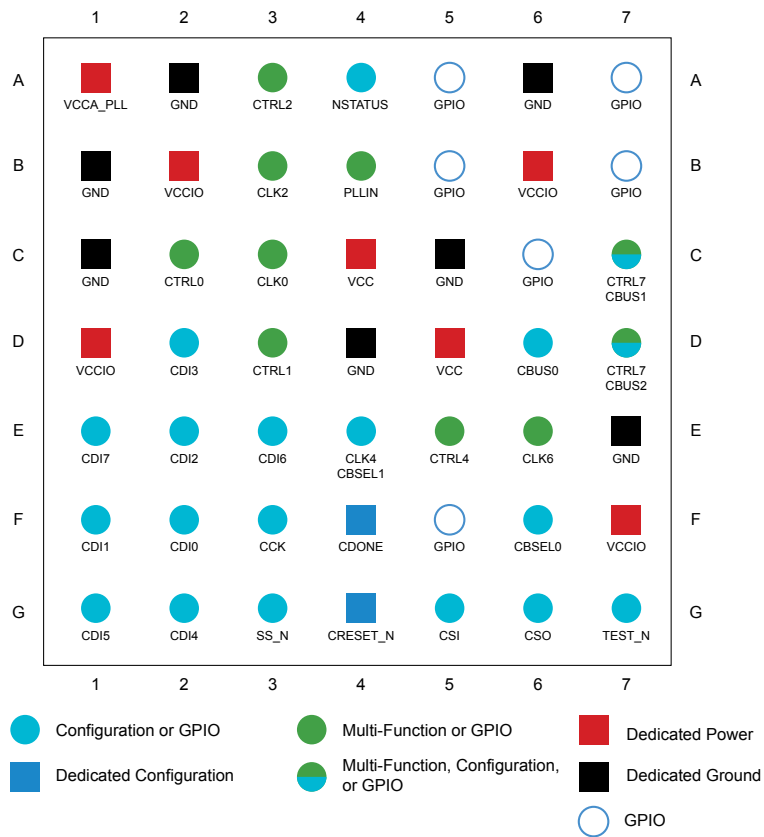 1 2 3 4 5 6 7
A A
VCCA_PLL GND CTRL2 NSTATUS GPIO GND GPIO
B B
GND VCCIO CLK2 PLLIN GPIO VCCIO GPIO
C C
GND CTRL0 CLK0 VCC GND GPIO CTRL7
CBUS1
D D
VCCIO CDI3 CTRL1 GND VCC CBUS0 CTRL7
CBUS2
E E
CDI7 CDI2 CDI6 CLK4 CTRL4 CLK6 GND
CBSEL1
F F
CDI1 CDI0 CCK CDONE GPIO CBSEL0 VCCIO
G G
CDI5 CDI4 SS_N CRESET_N CSI CSO TEST_N
1 2 3 4 5 6 7
Configuration or GPIO
Dedicated Configuration
Multi-Function or GPIO
Multi-Function, Configuration,
or GPIO
Dedicated Power
Dedicated Ground
GPIO